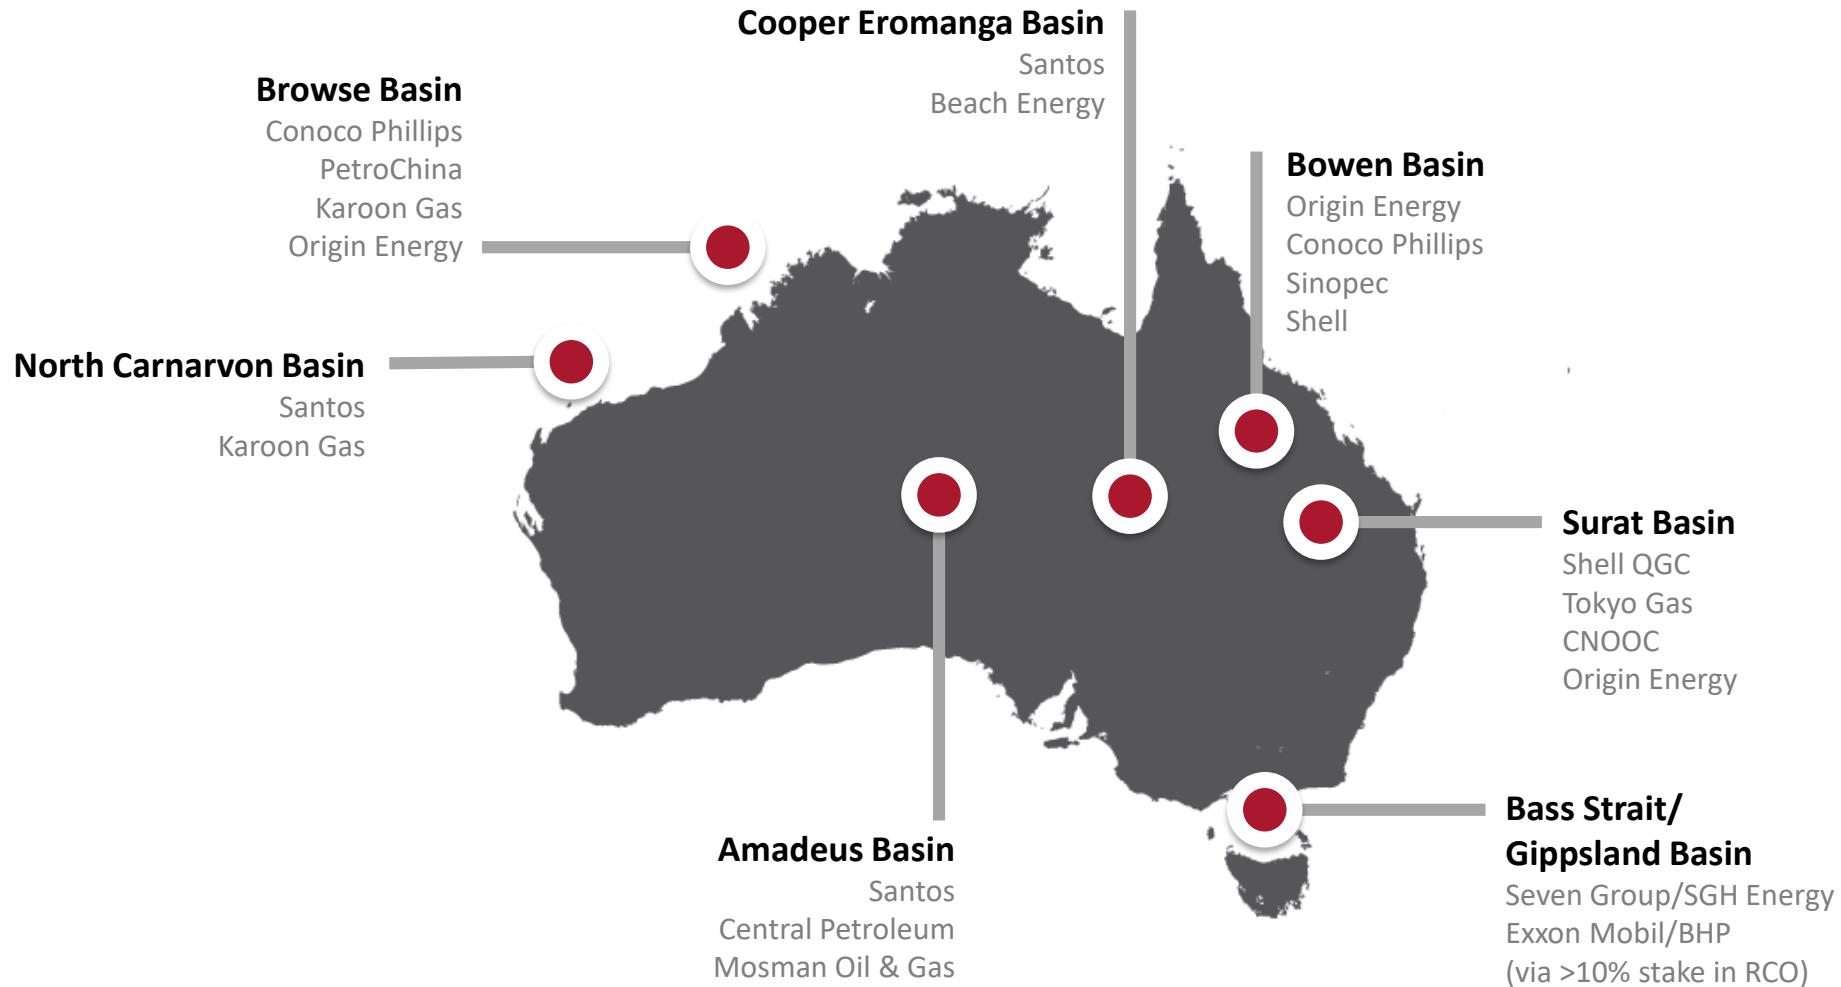 Cooper Eromanga Basin
Santos
Beach Energy
Browse Basin
Conoco Phillips
PetroChina
Karoon Gas
Origin Energy
Bowen Basin
Origin Energy
Conoco Phillips
Sinopec
Shell
North Carnarvon Basin
Santos
Karoon Gas
Surat Basin
Shell QGC
Tokyo Gas
CNOOC
Origin Energy
Amadeus Basin
Santos
Central Petroleum
Mosman Oil & Gas
Bass Strait/
Gippsland Basin
Seven Group/SGH Energy
Exxon Mobil/BHP
(via >10% stake in RCO)